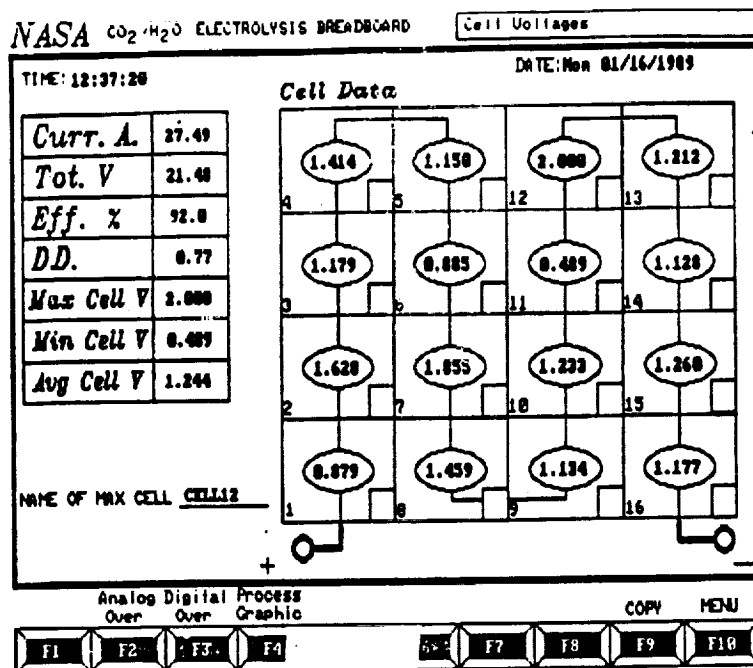 NASA CO2/H2O ELECTROLYSIS BREADBOARD
Cell Voltages
TIME: 12:37:20
DATE:Mon 01/16/1989
Cell Data
Curr. A. 27.49
Tot. V 21.48
Eff. % 92.0
D.D. 0.77
Max Cell V 2.000
Min Cell V 0.489
Avg Cell V 1.244
1.414 1.150 2.000 1.212
4 5 12 13
1.179 0.885 0.489 1.128
3 6 11 14
1.628 1.055 1.233 1.260
2 7 10 15
0.879 1.459 1.134 1.177
1 8 9 16
NAME OF MAX CELL CELL12
+ −
Analog Over
Digital Over
Process Graphic
COPY
MENU
F1 F2 F3 F4 F7 F8 F9 F10